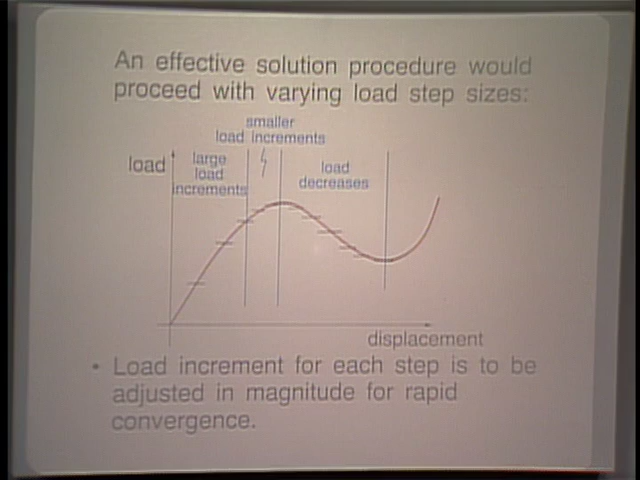 An effective solution procedure would
proceed with varying load step sizes:
smaller
load increments
load
large
load
increments
load
decreases
displacement
• Load increment for each step is to be
adjusted in magnitude for rapid
convergence.